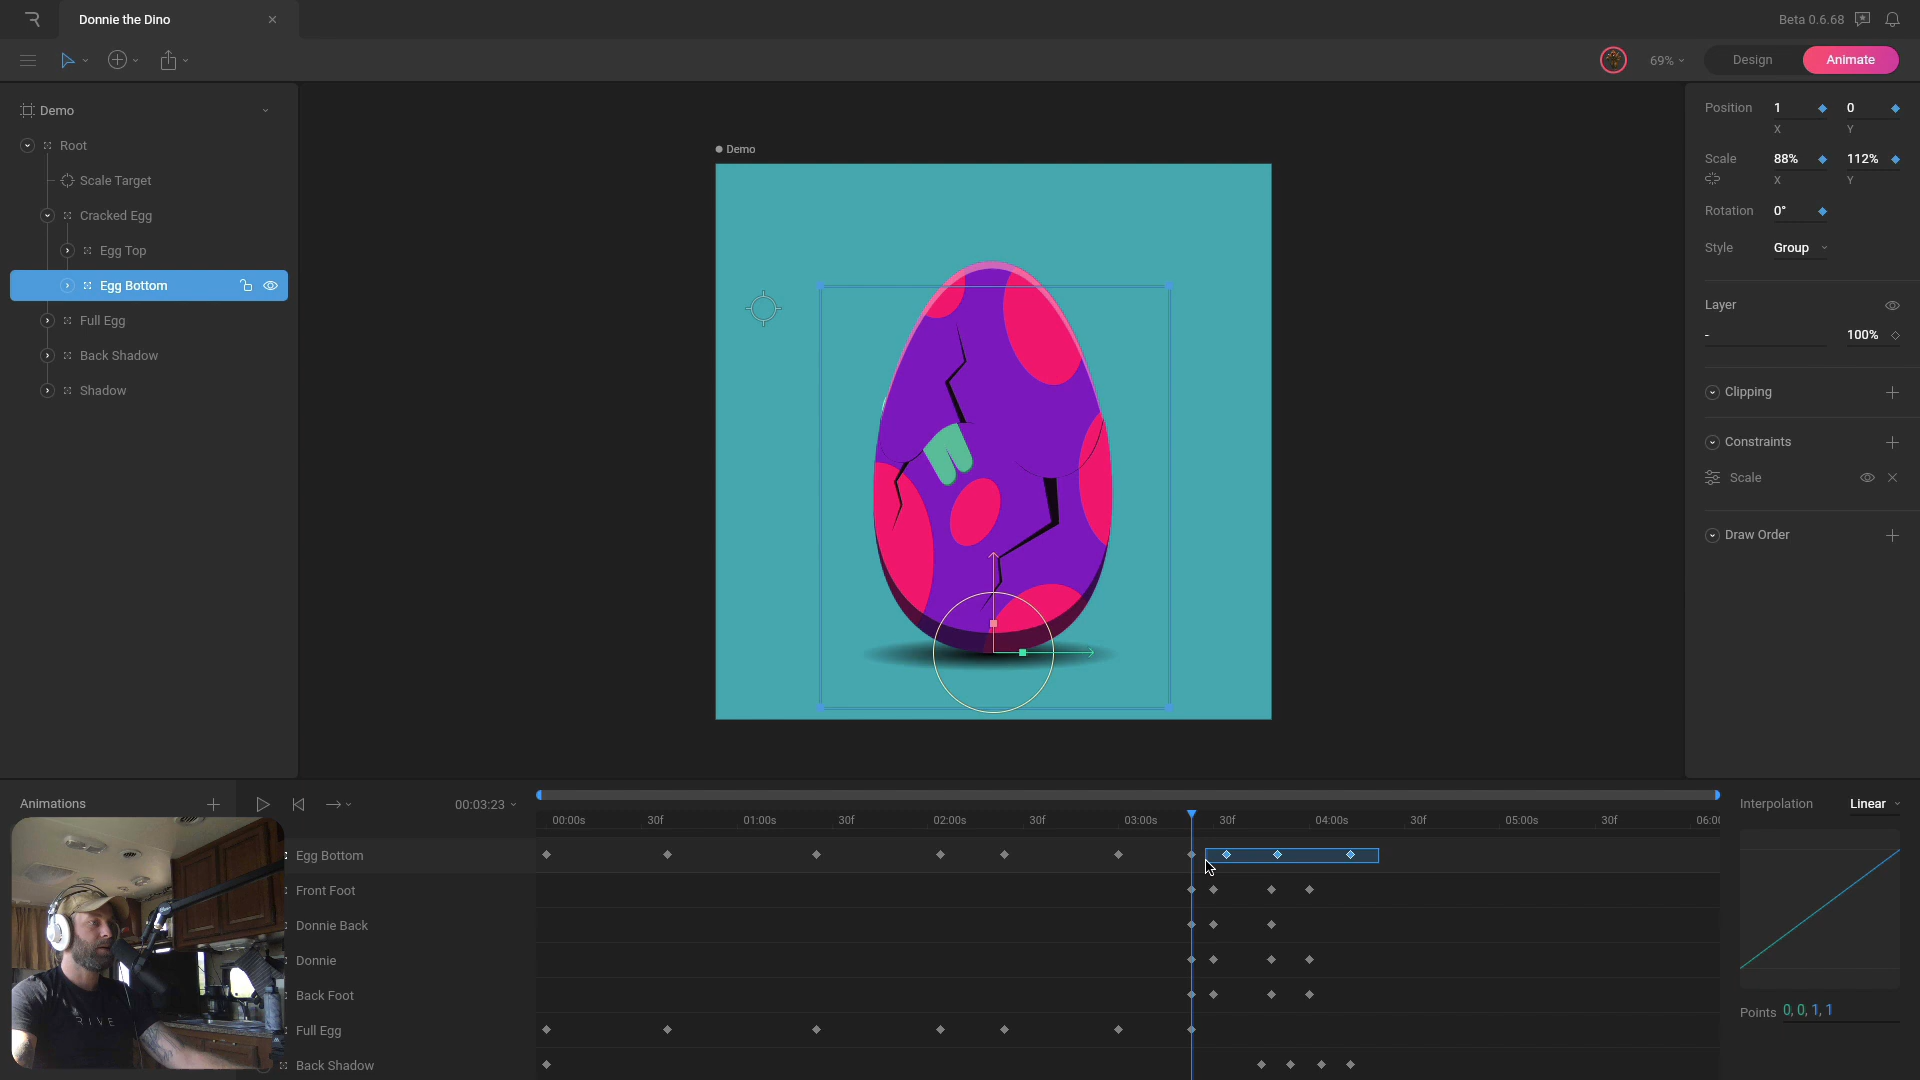 Donnie the Dino
Beta 0.6.68
69%
Design
Animate
Demo
Root
Scale Target
Cracked Egg
Egg Top
Egg Bottom
Full Egg
Back Shadow
Shadow
Demo
Position 1 0
X Y
Scale 88% 112%
X Y
Rotation 0°
Style Group
Layer
- 100%
Clipping
Constraints
Scale
Draw Order
Animations
00:03:23
00:00s 30f 01:00s 30f 02:00s 30f 03:00s 30f 04:00s 30f 05:00s 30f 06:00
Egg Bottom
Front Foot
Donnie Back
Donnie
Back Foot
Full Egg
Back Shadow
Interpolation Linear
Points 0, 0, 1, 1
RIVE